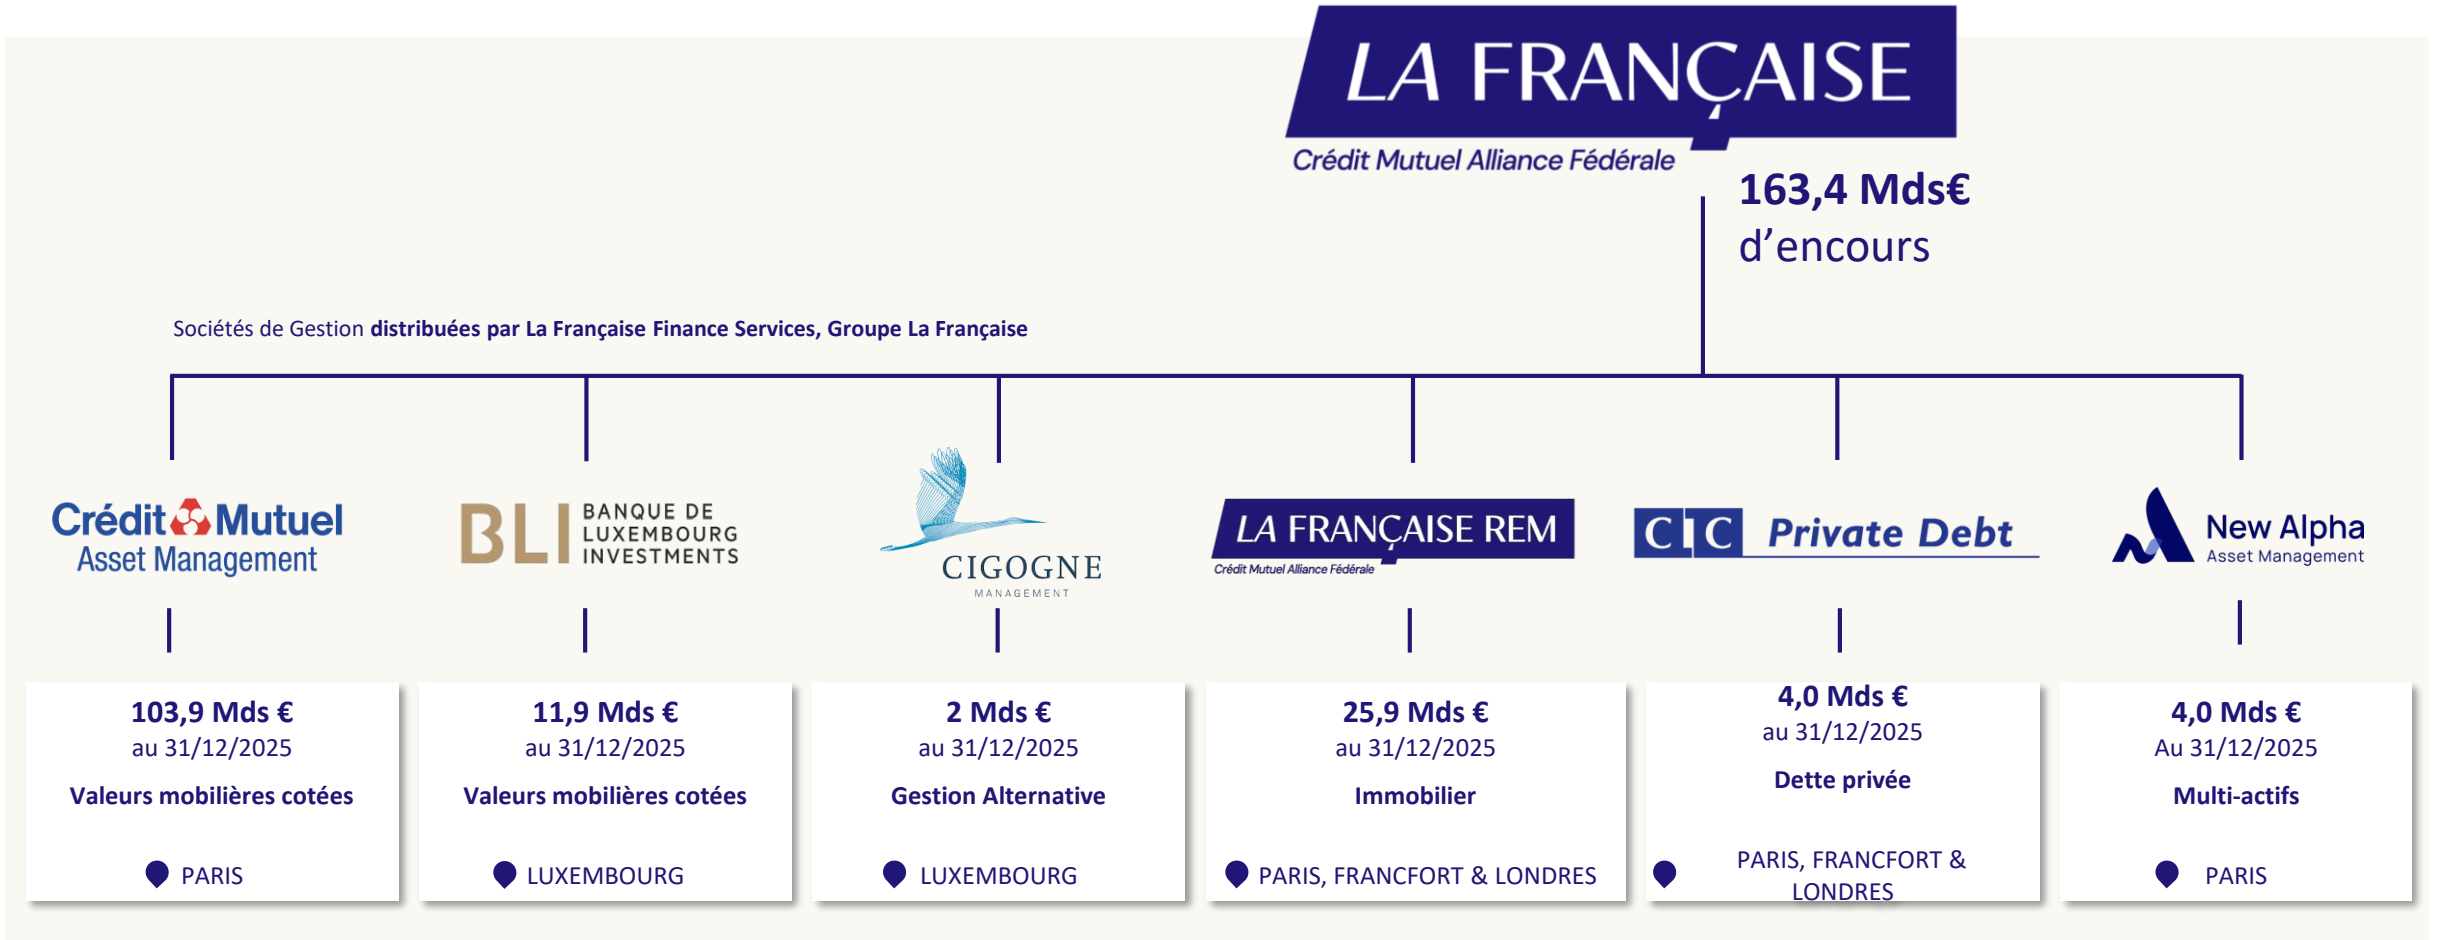 LA FRANÇAISE
Crédit Mutuel Alliance Fédérale
163,4 Mds€
d’encours
Sociétés de Gestion distribuées par La Française Finance Services, Groupe La Française
Crédit Mutuel
Asset Management
BLI
BANQUE DE
LUXEMBOURG
INVESTMENTS
CIGOGNE
MANAGEMENT
LA FRANÇAISE REM
Crédit Mutuel Alliance Fédérale
CIC Private Debt
New Alpha
Asset Management
103,9 Mds €
au 31/12/2025
Valeurs mobilières cotées
PARIS
11,9 Mds €
au 31/12/2025
Valeurs mobilières cotées
LUXEMBOURG
2 Mds €
au 31/12/2025
Gestion Alternative
LUXEMBOURG
25,9 Mds €
au 31/12/2025
Immobilier
PARIS, FRANCFORT & LONDRES
4,0 Mds €
au 31/12/2025
Dette privée
PARIS, FRANCFORT &
LONDRES
4,0 Mds €
Au 31/12/2025
Multi-actifs
PARIS